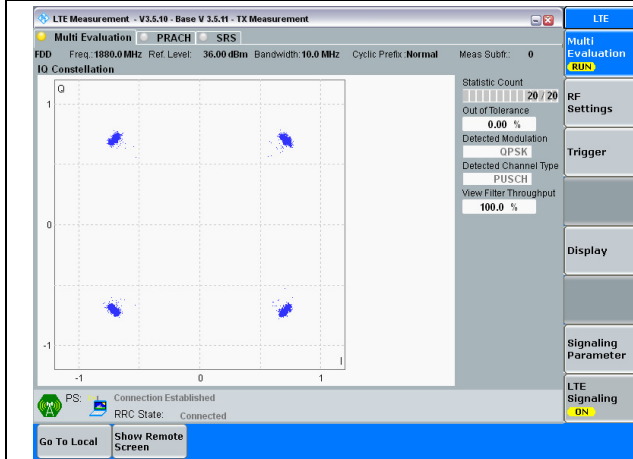 LTE Measurement - V3.5.10 - Base V 3.5.11 - TX Measurement
LTE
Multi Evaluation PRACH SRS
FDD Freq.:1880.0 MHz Ref. Level: 36.00 dBm Bandwidth:10.0 MHz Cyclic Prefix:Normal Meas Subfr.: 0
IQ Constellation
Q
1
0
-1
-1 0 1
I
Statistic Count
20 / 20
Out of Tolerance
0.00 %
Detected Modulation
QPSK
Detected Channel Type
PUSCH
View Filter Throughput
100.0 %
Multi
Evaluation
RUN
RF
Settings
Trigger
Display
Signaling
Parameter
LTE
Signaling
ON
PS: Connection Established
RRC State: Connected
Go To Local
Show Remote
Screen